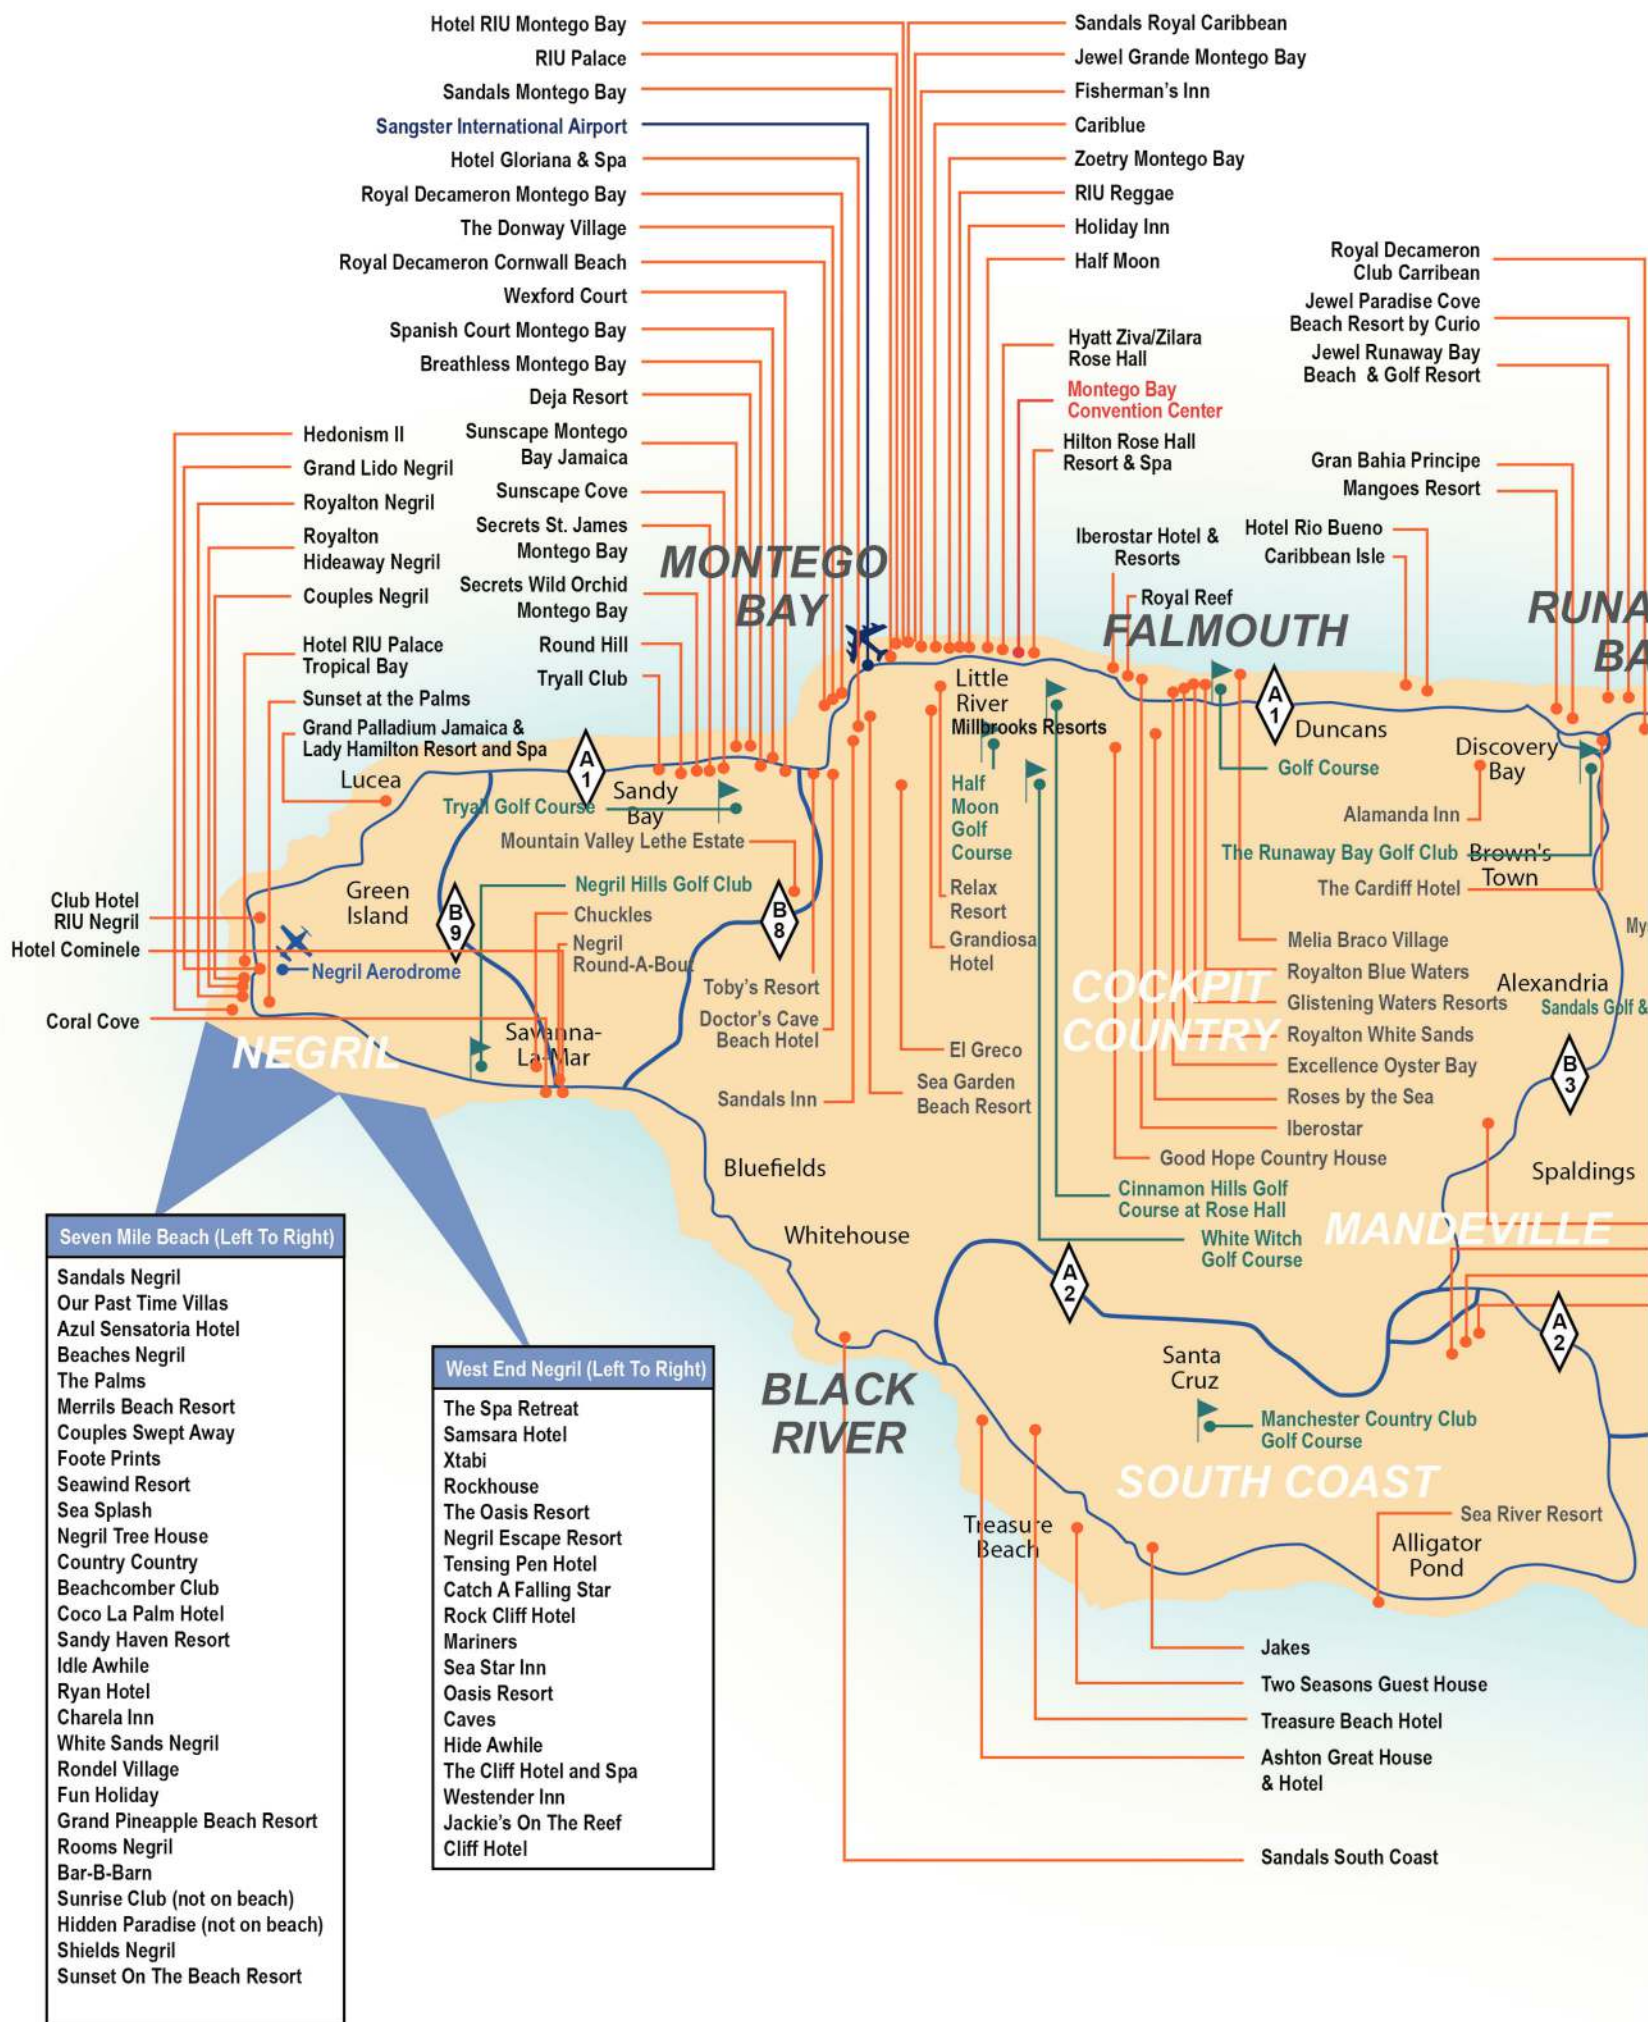 Hotel RIU Montego Bay
RIU Palace
Sandals Montego Bay
Sangster International Airport
Hotel Gloriana & Spa
Royal Decameron Montego Bay
The Donway Village
Royal Decameron Cornwall Beach
Wexford Court
Spanish Court Montego Bay
Breathless Montego Bay
Deja Resort
Sunscape Montego
Bay Jamaica
Sunscape Cove
Secrets St. James
Montego Bay
Secrets Wild Orchid
Montego Bay
Round Hill
Tryall Club
Sandals Royal Caribbean
Jewel Grande Montego Bay
Fisherman's Inn
Cariblue
Zoetry Montego Bay
RIU Reggae
Holiday Inn
Half Moon
Hyatt Ziva/Zilara
Rose Hall
Montego Bay
Convention Center
Hilton Rose Hall
Resort & Spa
Iberostar Hotel &
Resorts
Royal Reef
Royal Decameron
Club Carribean
Jewel Paradise Cove
Beach Resort by Curio
Jewel Runaway Bay
Beach & Golf Resort
Gran Bahia Principe
Mangoes Resort
Hotel Rio Bueno
Caribbean Isle
Hedonism II
Grand Lido Negril
Royalton Negril
Royalton
Hideaway Negril
Couples Negril
Hotel RIU Palace
Tropical Bay
Sunset at the Palms
Grand Palladium Jamaica &
Lady Hamilton Resort and Spa
MONTEGO
BAY
FALMOUTH
RUNA
BA
Lucea
A
1
Sandy
Bay
Tryall Golf Course
Mountain Valley Lethe Estate
Little
River
Millbrooks Resorts
Half
Moon
Golf
Course
Relax
Resort
Grandiosa
Hotel
A
1
Duncans
Golf Course
Discovery
Bay
Alamanda Inn
The Runaway Bay Golf Club
Brown's
Town
The Cardiff Hotel
My
Green
Island
B
9
Negril Hills Golf Club
Chuckles
Negril
Round-A-Bout
B
8
Club Hotel
RIU Negril
Hotel Cominele
Negril Aerodrome
Coral Cove
NEGRIL
Savanna-
La-Mar
Toby's Resort
Doctor's Cave
Beach Hotel
Sandals Inn
El Greco
Sea Garden
Beach Resort
COCKPIT
COUNTRY
Melia Braco Village
Royalton Blue Waters
Glistening Waters Resorts
Royalton White Sands
Excellence Oyster Bay
Roses by the Sea
Iberostar
Good Hope Country House
Cinnamon Hills Golf
Course at Rose Hall
White Witch
Golf Course
Alexandria
Sandals Golf &
B
3
Spaldings
MANDEVILLE
Bluefields
Whitehouse
A
2
A
2
Santa
Cruz
Manchester Country Club
Golf Course
BLACK
RIVER
SOUTH COAST
Treasure
Beach
Sea River Resort
Alligator
Pond
Jakes
Two Seasons Guest House
Treasure Beach Hotel
Ashton Great House
& Hotel
Sandals South Coast
Seven Mile Beach (Left To Right)
Sandals Negril
Our Past Time Villas
Azul Sensatoria Hotel
Beaches Negril
The Palms
Merrils Beach Resort
Couples Swept Away
Foote Prints
Seawind Resort
Sea Splash
Negril Tree House
Country Country
Beachcomber Club
Coco La Palm Hotel
Sandy Haven Resort
Idle Awhile
Ryan Hotel
Charela Inn
White Sands Negril
Rondel Village
Fun Holiday
Grand Pineapple Beach Resort
Rooms Negril
Bar-B-Barn
Sunrise Club (not on beach)
Hidden Paradise (not on beach)
Shields Negril
Sunset On The Beach Resort
West End Negril (Left To Right)
The Spa Retreat
Samsara Hotel
Xtabi
Rockhouse
The Oasis Resort
Negril Escape Resort
Tensing Pen Hotel
Catch A Falling Star
Rock Cliff Hotel
Mariners
Sea Star Inn
Oasis Resort
Caves
Hide Awhile
The Cliff Hotel and Spa
Westender Inn
Jackie's On The Reef
Cliff Hotel